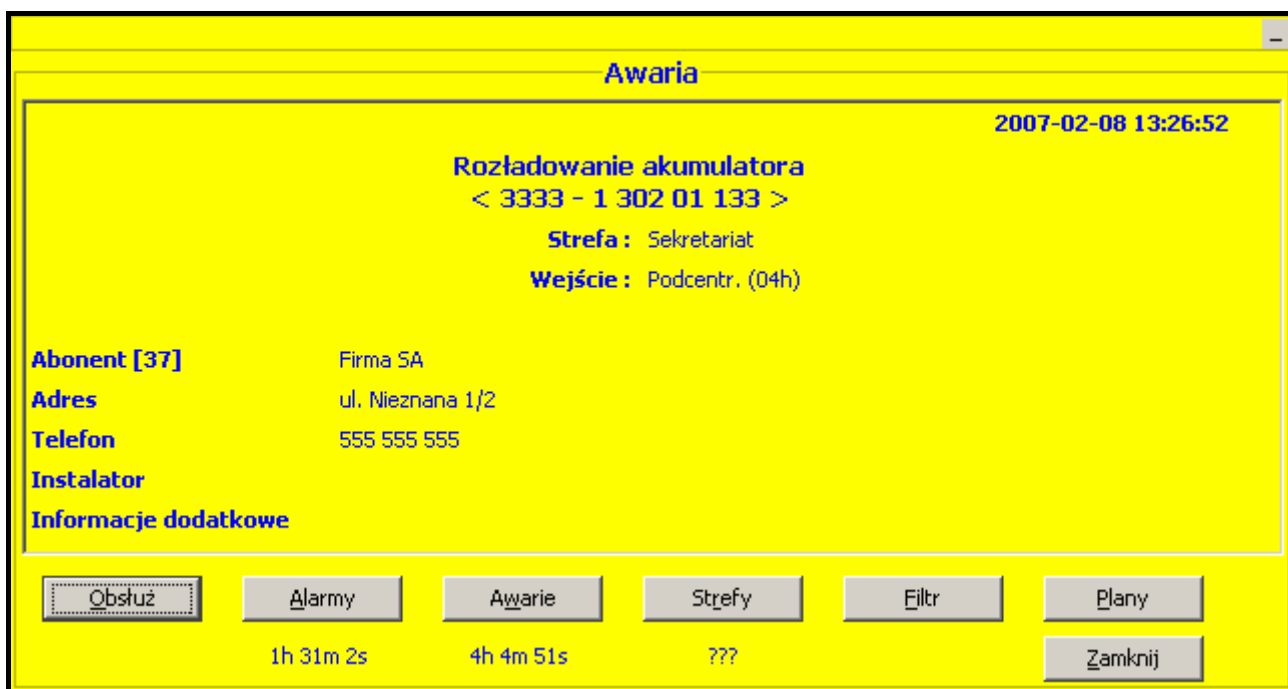 Awaria
2007-02-08 13:26:52
Rozładowanie akumulatora
< 3333 - 1 302 01 133 >
Strefa : Sekretariat
Wejście : Podcentr. (04h)
Abonent [37] Firma SA
Adres ul. Nieznana 1/2
Telefon 555 555 555
Instalator
Informacje dodatkowe
Obsłuż Alarmy Awarie Strefy Filtr Plany
1h 31m 2s 4h 4m 51s ??? Zamknij